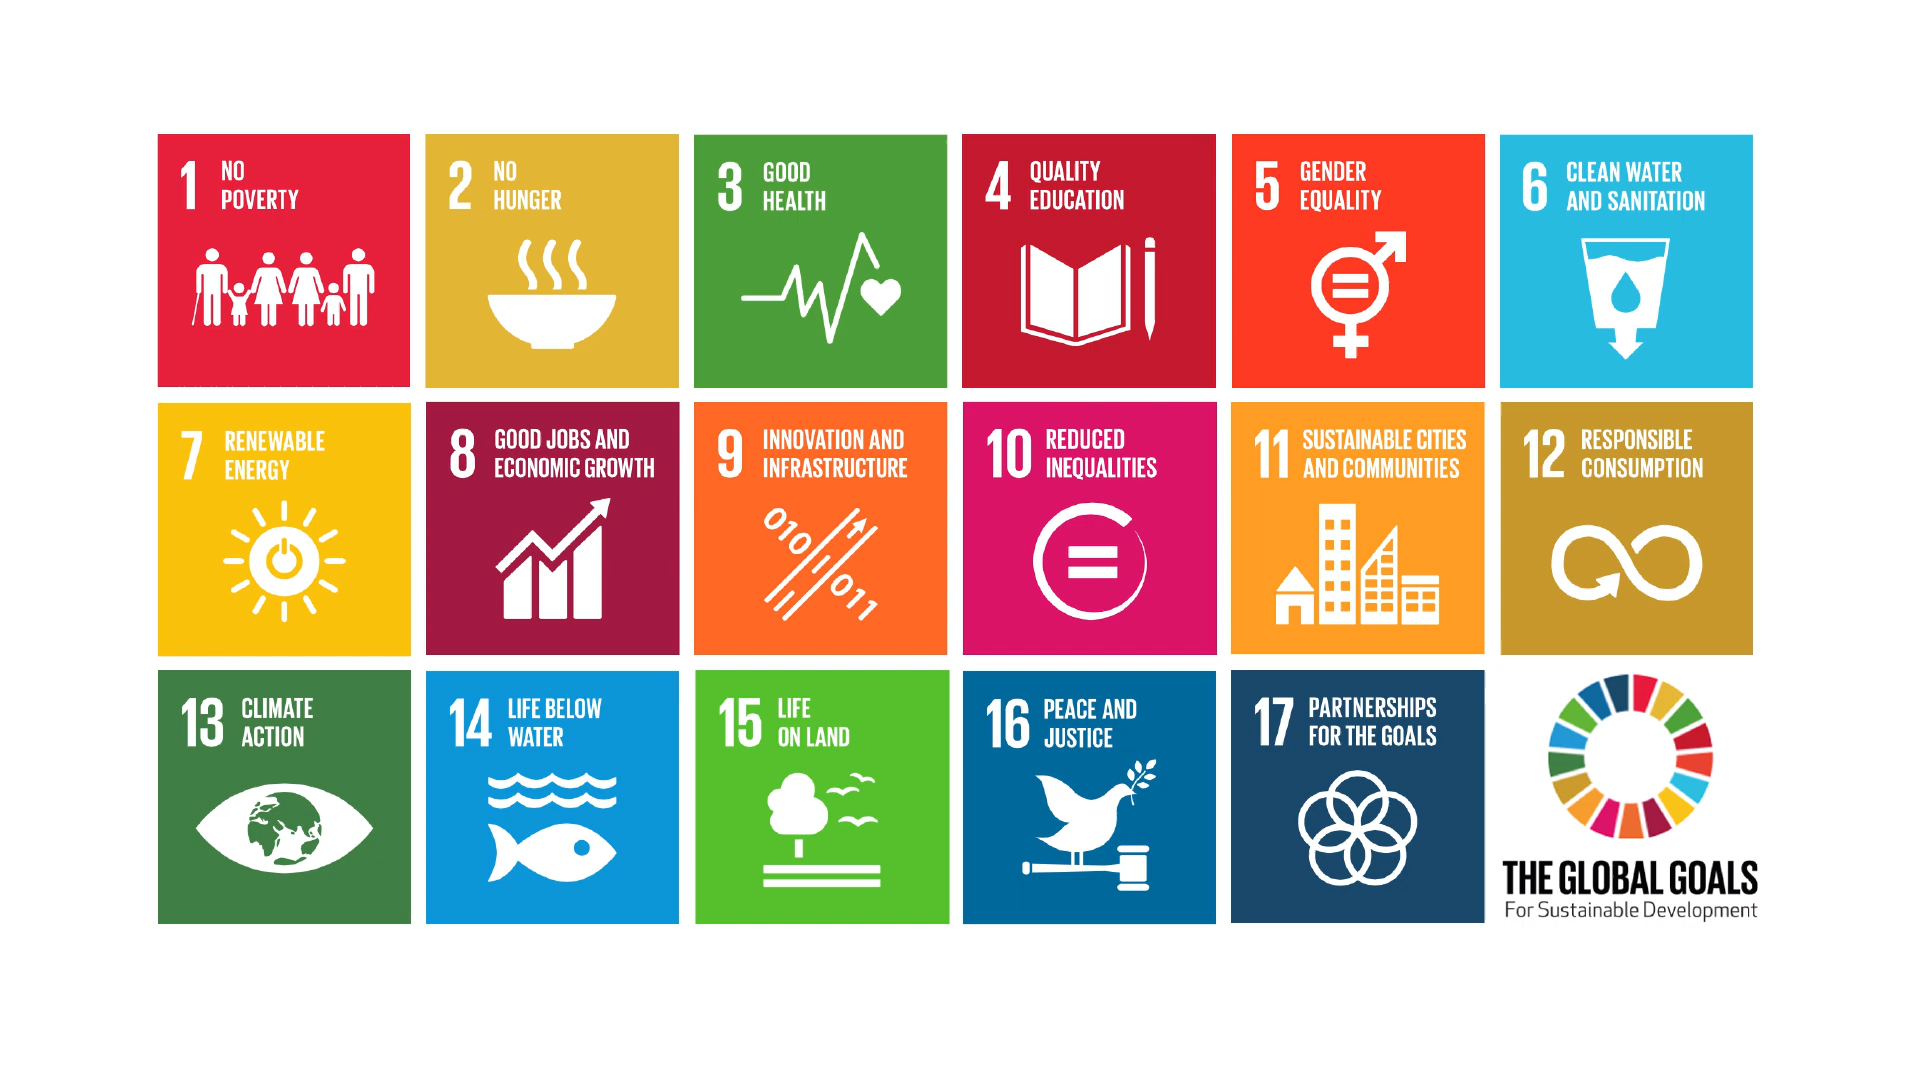 1 NO
POVERTY
2 NO
HUNGER
3 GOOD
HEALTH
4 QUALITY
EDUCATION
5 GENDER
EQUALITY
6 CLEAN WATER
AND SANITATION
7 RENEWABLE
ENERGY
8 GOOD JOBS AND
ECONOMIC GROWTH
9 INNOVATION AND
INFRASTRUCTURE
010
011
10 REDUCED
INEQUALITIES
11 SUSTAINABLE CITIES
AND COMMUNITIES
12 RESPONSIBLE
CONSUMPTION
13 CLIMATE
ACTION
14 LIFE BELOW
WATER
15 LIFE
ON LAND
16 PEACE AND
JUSTICE
17 PARTNERSHIPS
FOR THE GOALS
THE GLOBAL GOALS
For Sustainable Development